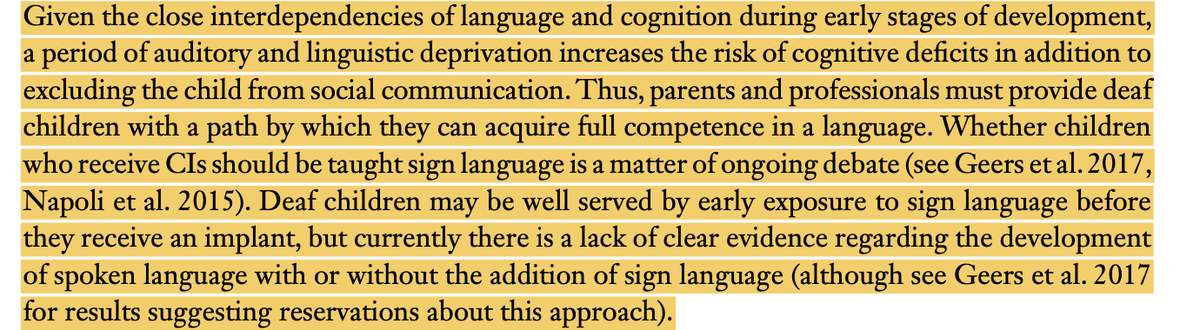 Given the close interdependencies of language and cognition during early stages of development,
a period of auditory and linguistic deprivation increases the risk of cognitive deficits in addition to
excluding the child from social communication. Thus, parents and professionals must provide deaf
children with a path by which they can acquire full competence in a language. Whether children
who receive CIs should be taught sign language is a matter of ongoing debate (see Geers et al. 2017,
Napoli et al. 2015). Deaf children may be well served by early exposure to sign language before
they receive an implant, but currently there is a lack of clear evidence regarding the development
of spoken language with or without the addition of sign language (although see Geers et al. 2017
for results suggesting reservations about this approach).